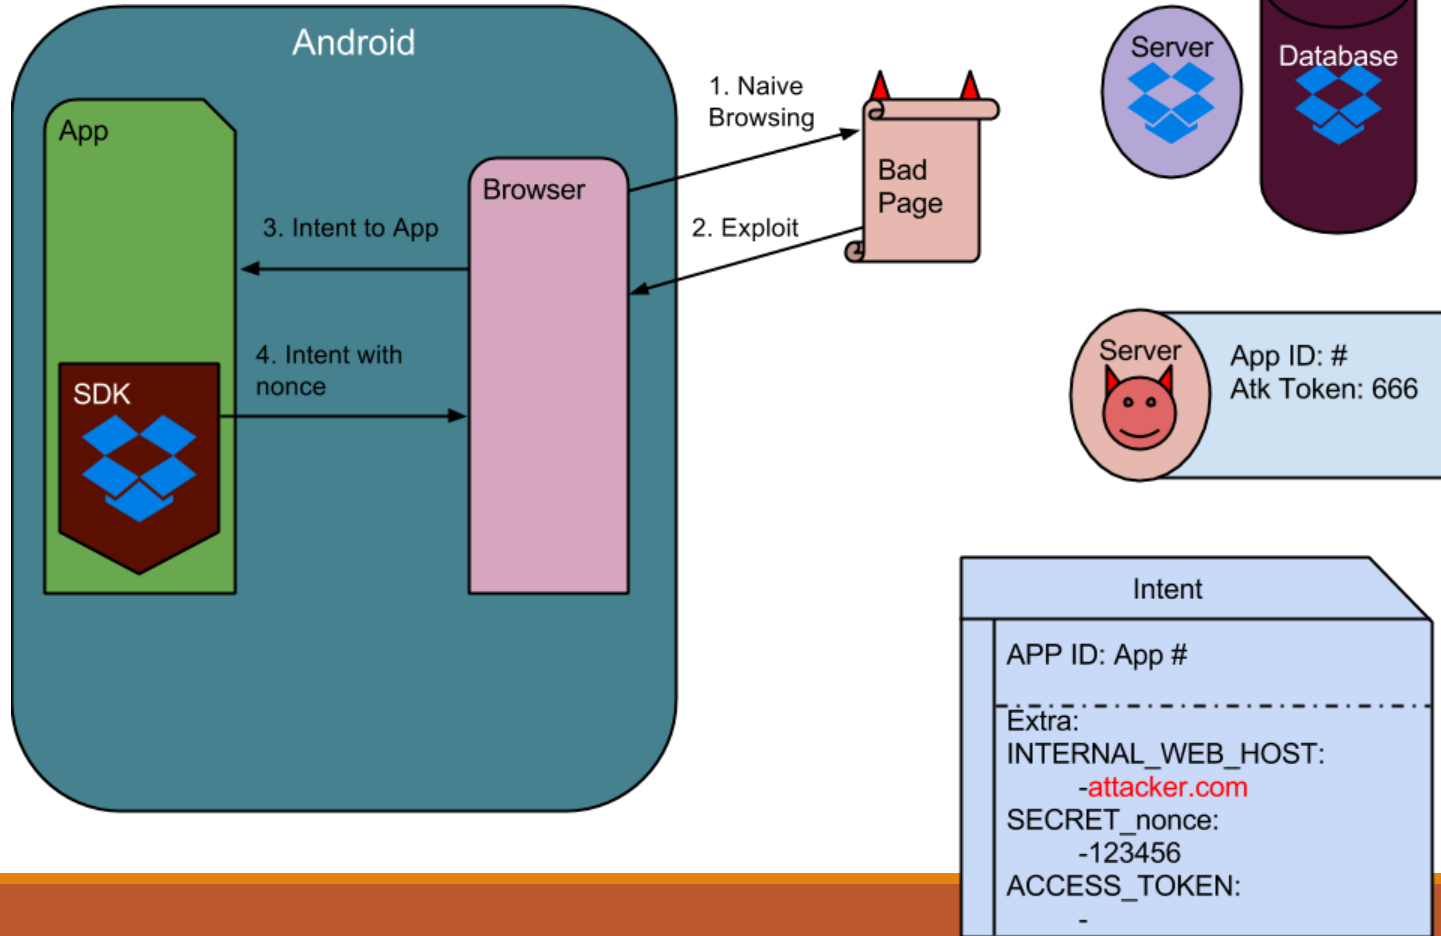 Android
App
Browser
SDK
3. Intent to App
4. Intent with
nonce
1. Naive
Browsing
2. Exploit
Bad
Page
Server
Database
Server
App ID: #
Atk Token: 666
Intent
APP ID: App #
Extra:
INTERNAL_WEB_HOST:
-attacker.com
SECRET_nonce:
-123456
ACCESS_TOKEN:
-